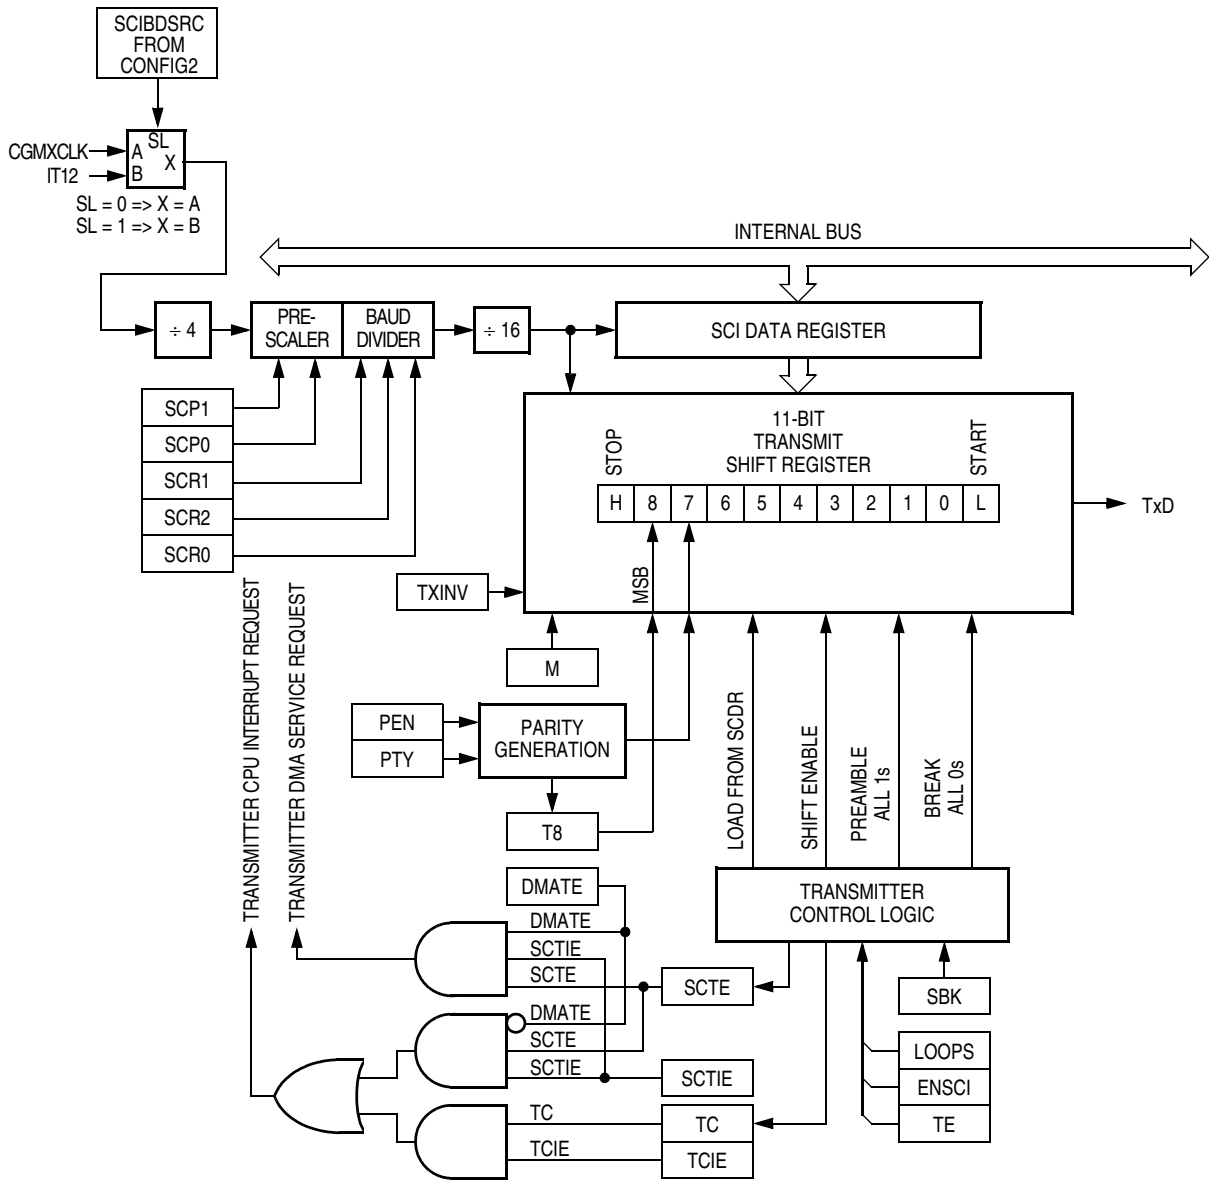 SCIBDSRC
FROM
CONFIG2
SL
CGMXCLK
A
X
IT12
B
SL = 0 => X = A
SL = 1 => X = B
INTERNAL BUS
÷ 4
PRE-
SCALER
BAUD
DIVIDER
÷ 16
SCI DATA REGISTER
SCP1
SCP0
SCR1
SCR2
SCR0
11-BIT
TRANSMIT
SHIFT REGISTER
STOP
START
H 8 7 6 5 4 3 2 1 0 L
TxD
MSB
TXINV
M
TRANSMITTER CPU INTERRUPT REQUEST
TRANSMITTER DMA SERVICE REQUEST
PEN
PTY
PARITY
GENERATION
T8
LOAD FROM SCDR
SHIFT ENABLE
PREAMBLE
ALL 1s
BREAK
ALL 0s
TRANSMITTER
CONTROL LOGIC
DMATE
DMATE
SCTIE
SCTE
SCTE
SBK
DMATE
SCTE
SCTIE
SCTIE
LOOPS
ENSCI
TE
TC
TC
TCIE
TCIE